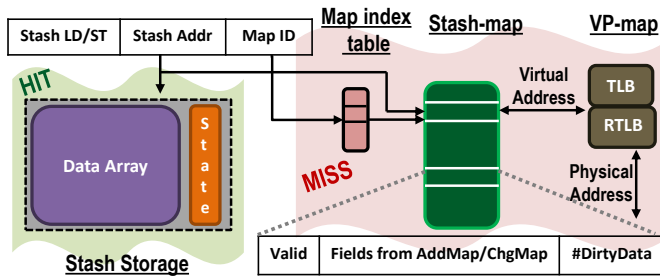 Stash LD/ST Stash Addr Map ID
Map index
table
Stash-map
VP-map
HIT
Data Array
State
Stash Storage
MISS
Virtual
Address
TLB
RTLB
Physical
Address
Valid Fields from AddMap/ChgMap #DirtyData